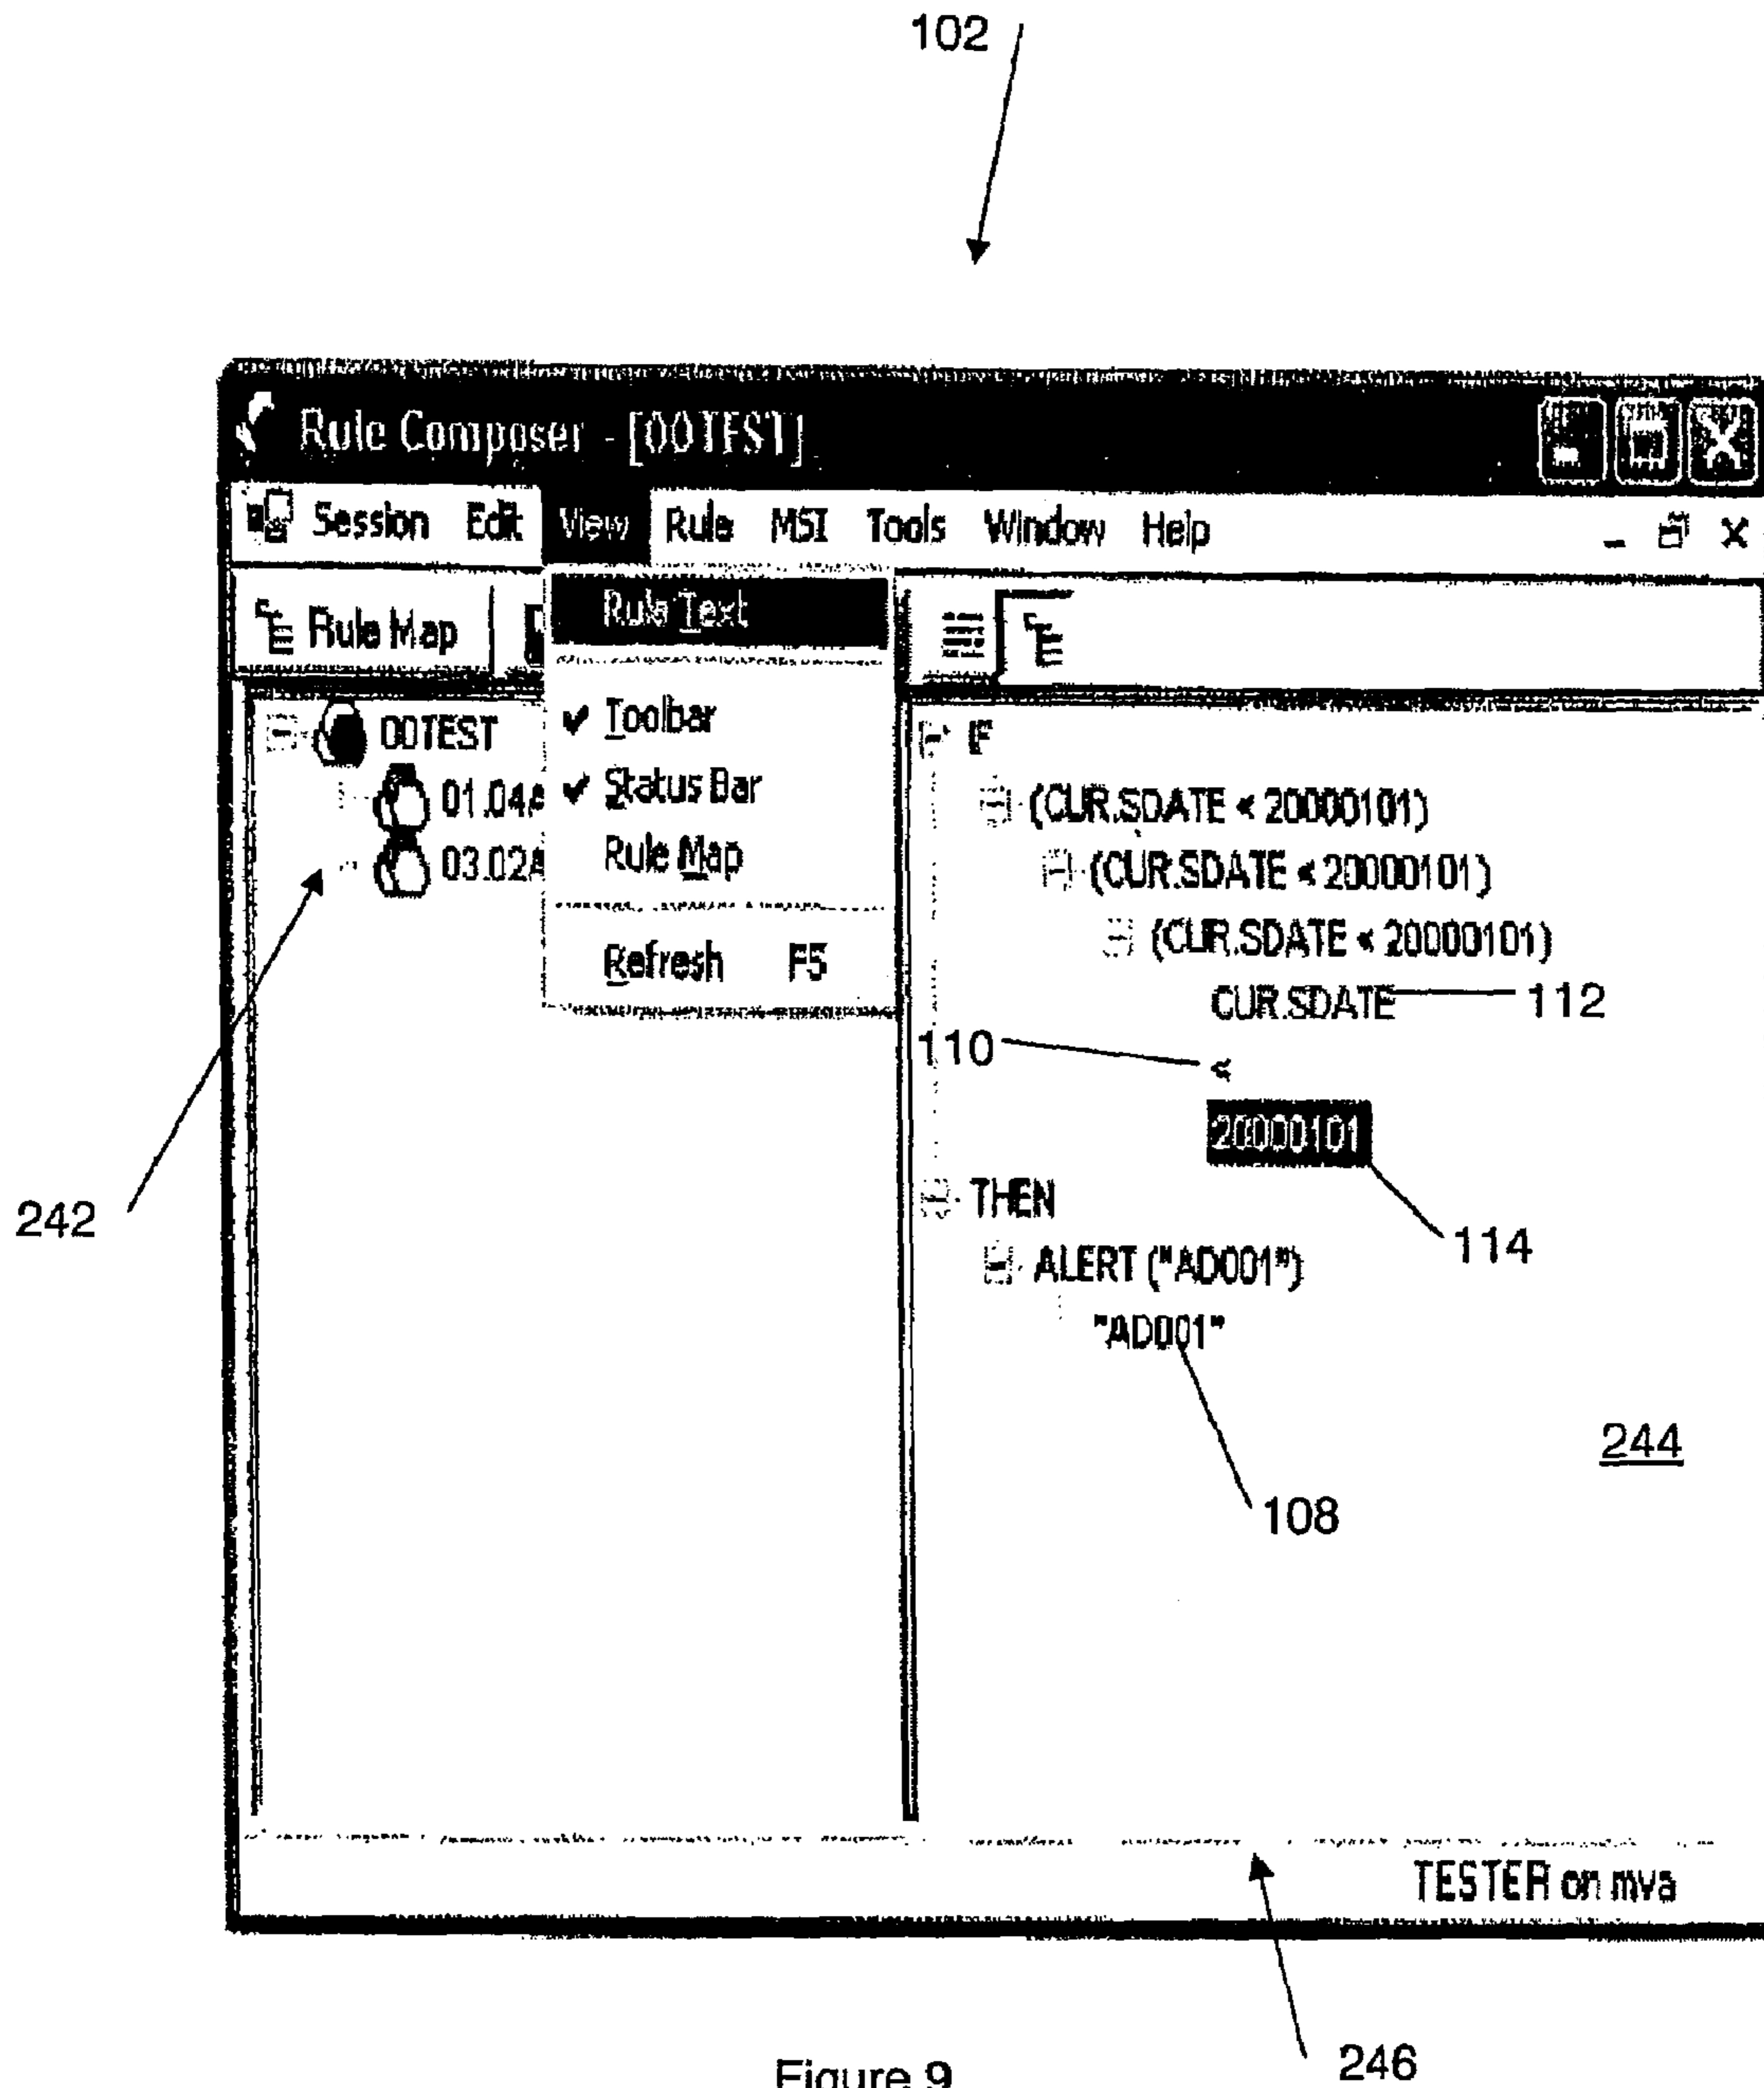 102
Rule Composer - [00TEST]
Session Edit View Rule MSI Tools Window Help
Rule Map
Rule Text
Toolbar
Status Bar
Rule Map
Refresh F5
00TEST
01.04A
03.02A
IF
(CUR.SDATE < 20000101)
(CUR.SDATE < 20000101)
(CUR.SDATE < 20000101)
CUR.SDATE 112
110 <
20000101
THEN
114
ALERT ("AD001")
"AD001"
242
244
108
TESTER on mva
246
Figure 9